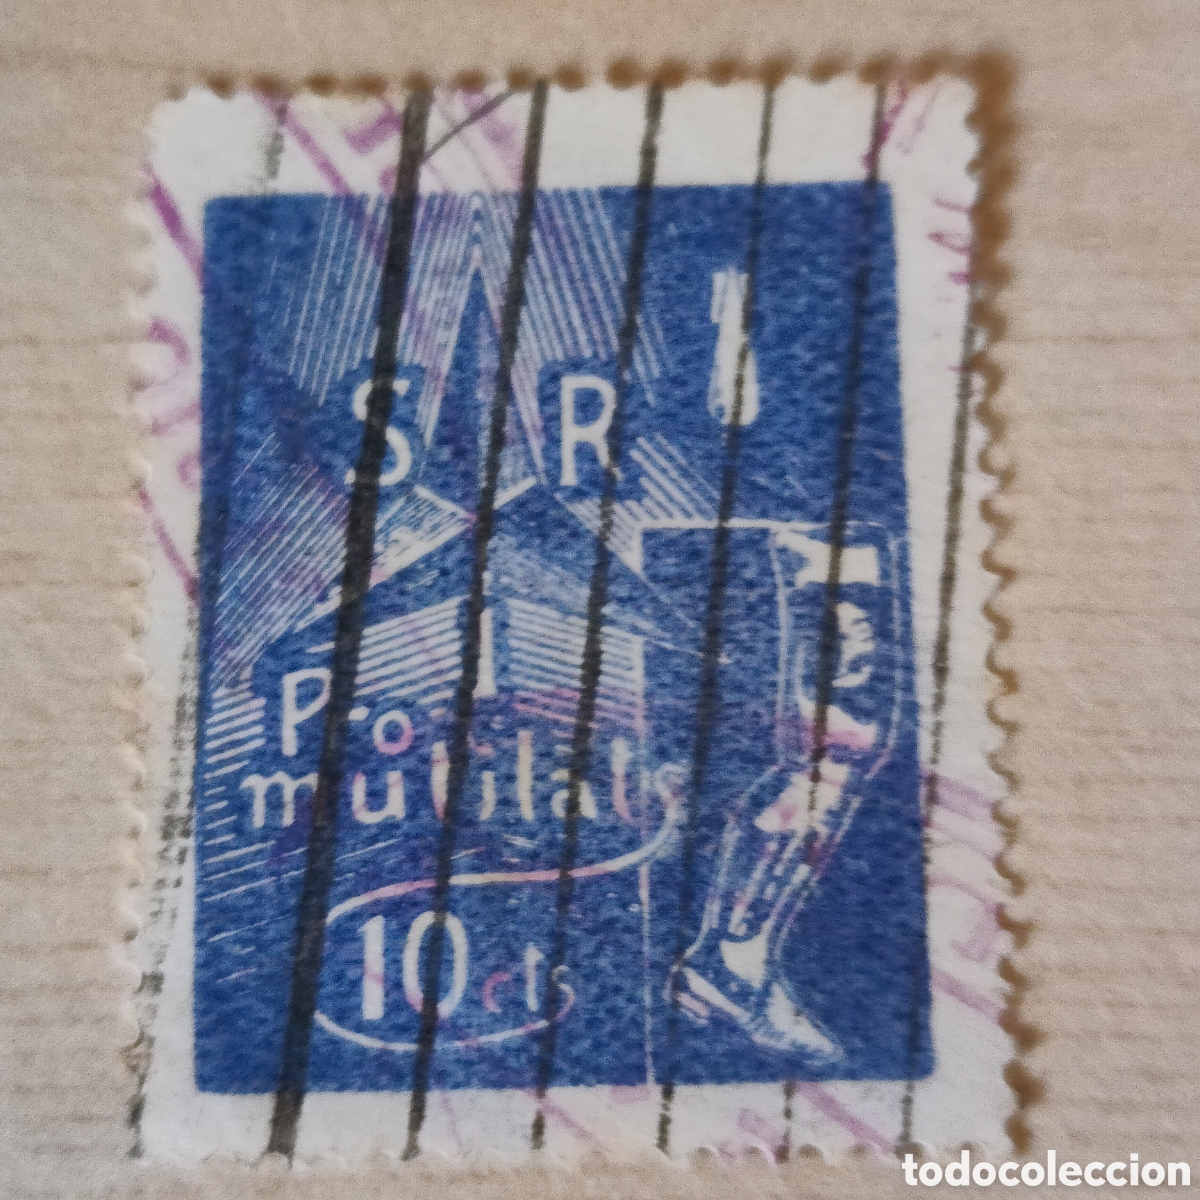 S R I
Pro
mutilats
10 cts
todocoleccion